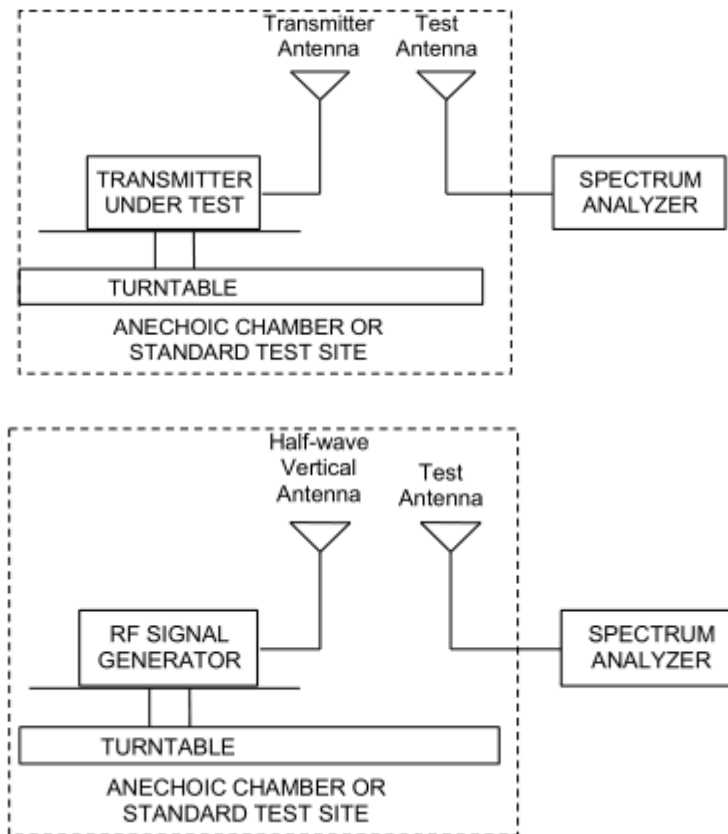 Transmitter
Antenna
Test
Antenna
TRANSMITTER
UNDER TEST
SPECTRUM
ANALYZER
TURNTABLE
ANECHOIC CHAMBER OR
STANDARD TEST SITE
Half-wave
Vertical
Antenna
Test
Antenna
RF SIGNAL
GENERATOR
SPECTRUM
ANALYZER
TURNTABLE
ANECHOIC CHAMBER OR
STANDARD TEST SITE